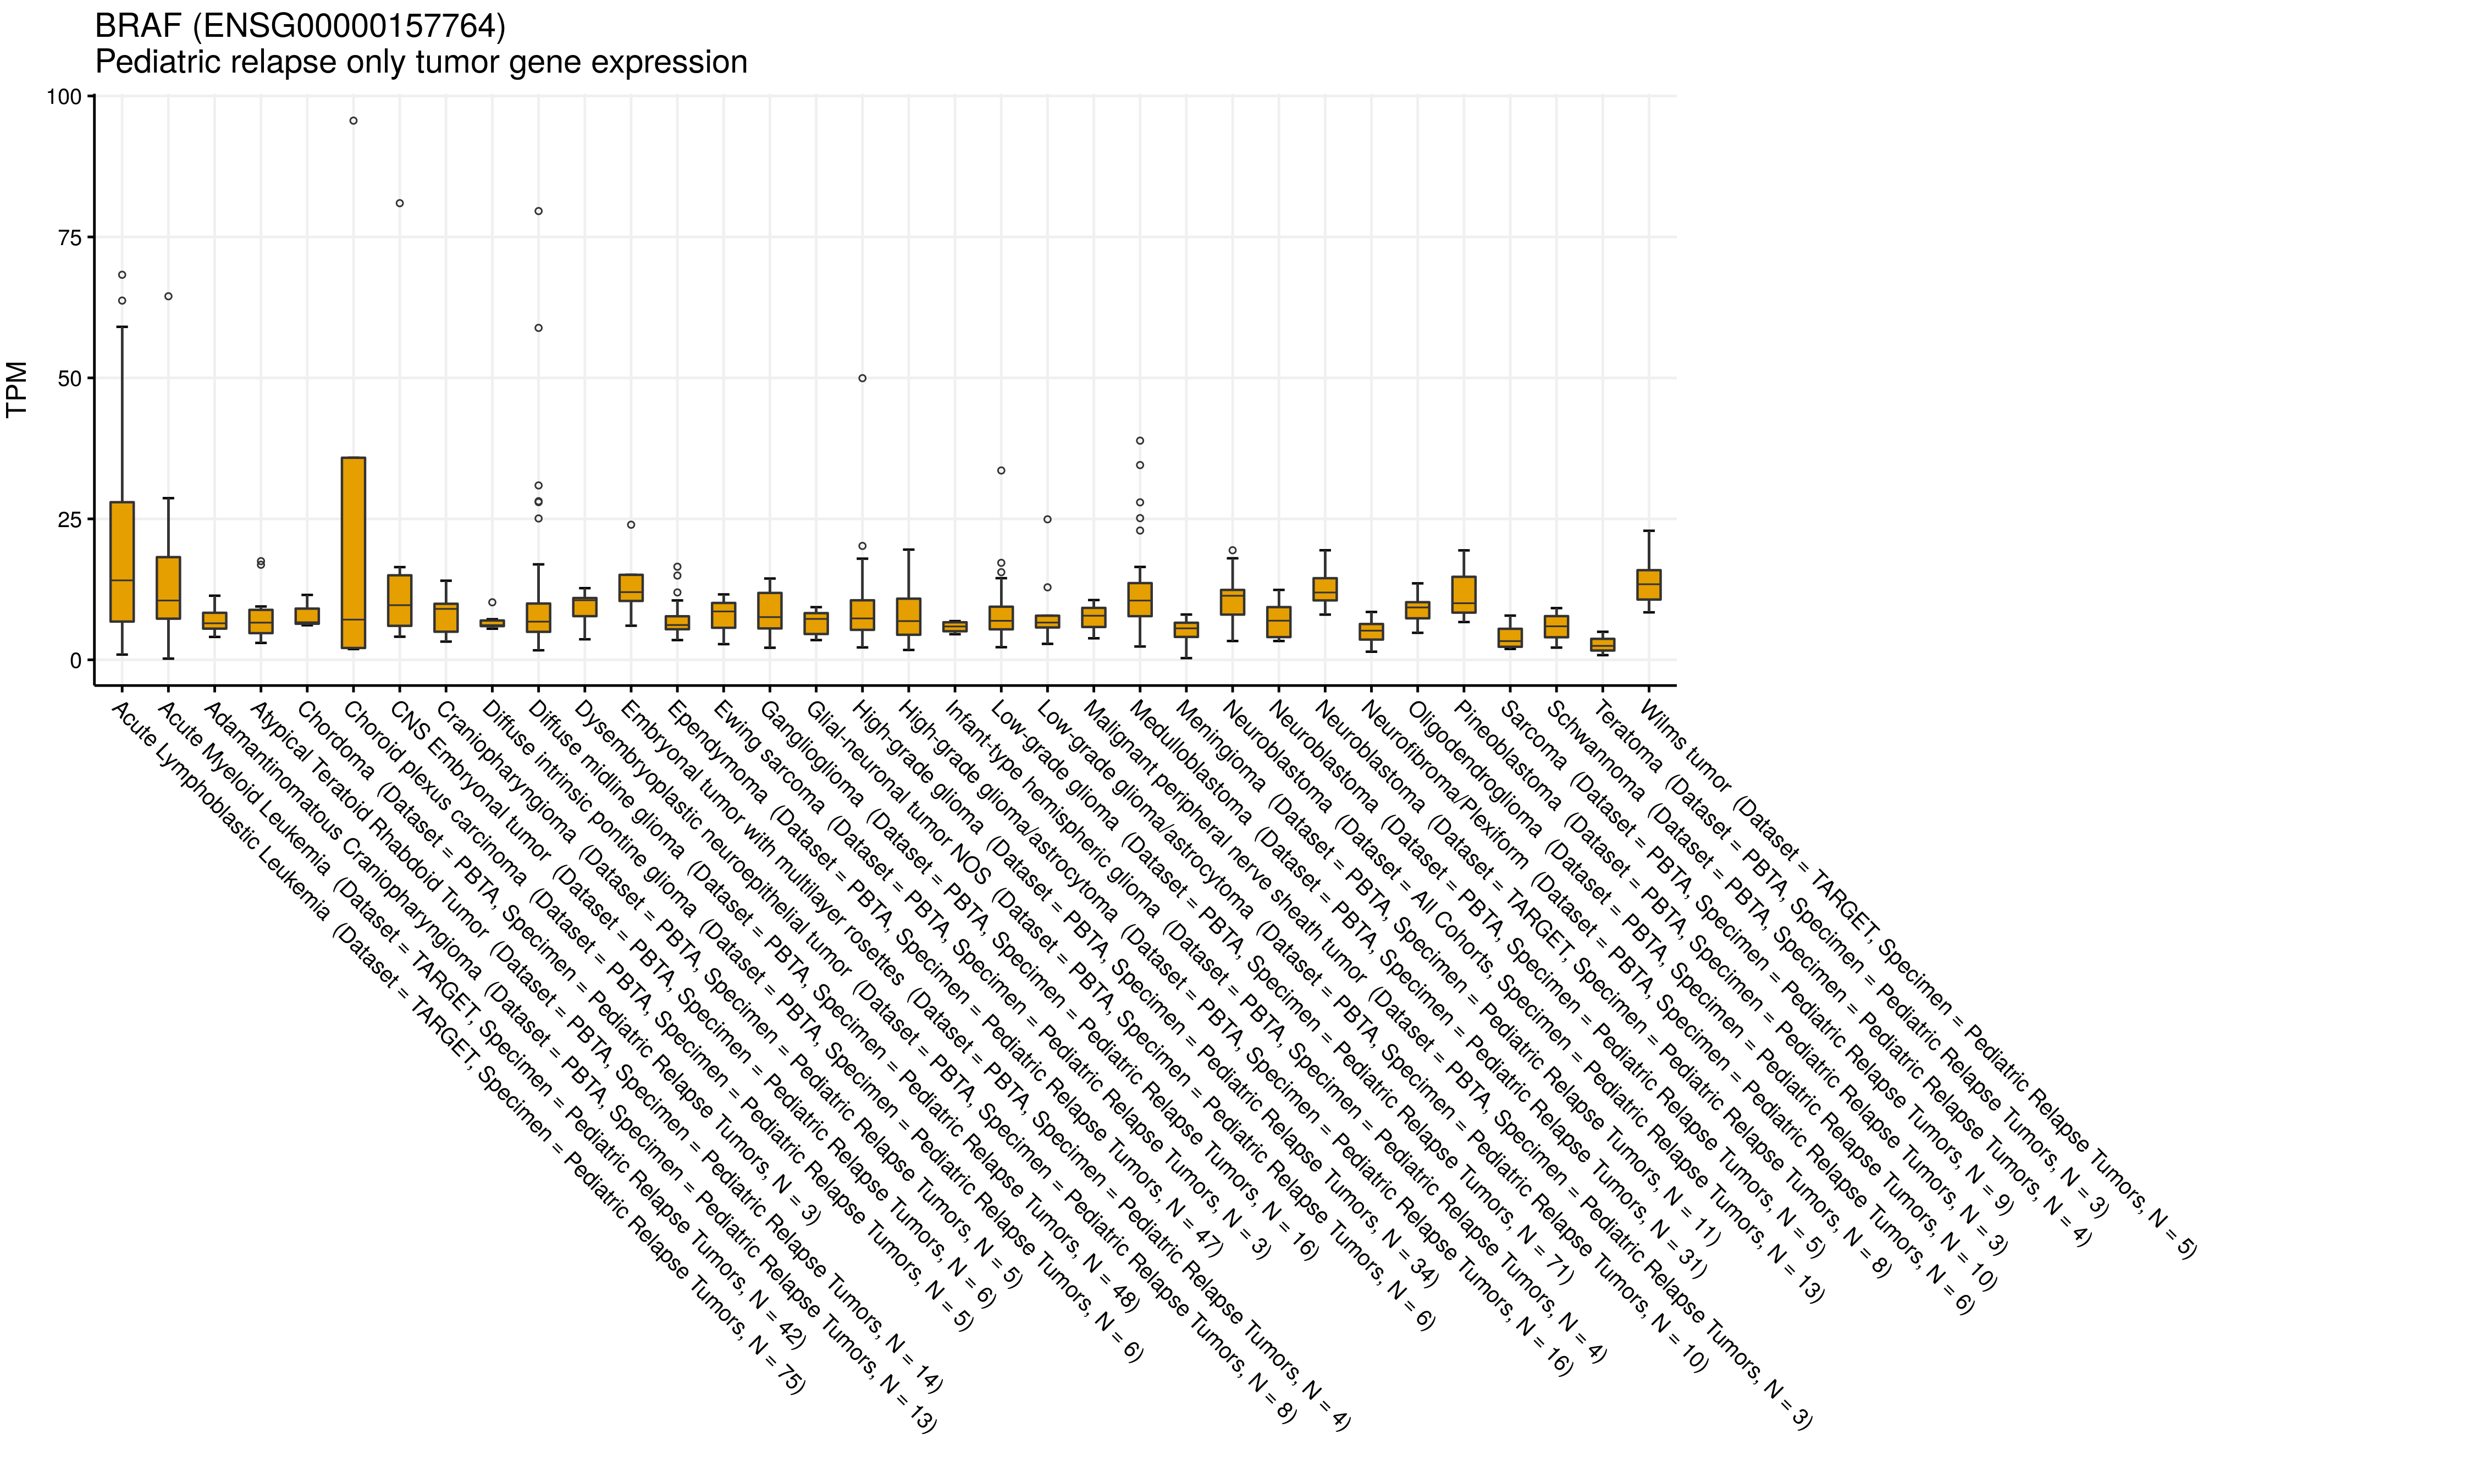 BRAF (ENSG00000157764)
Pediatric relapse only tumor gene expression
TPM
100
75
50
25
0
Acute Lymphoblastic Leukemia (Dataset = TARGET, Specimen = Pediatric Relapse Tumors, N = 75)
Acute Myeloid Leukemia (Dataset = TARGET, Specimen = Pediatric Relapse Tumors, N = 42)
Adamantinomatous Craniopharyngioma (Dataset = PBTA, Specimen = Pediatric Relapse Tumors, N = 13)
Atypical Teratoid Rhabdoid Tumor (Dataset = PBTA, Specimen = Pediatric Relapse Tumors, N = 14)
Chordoma (Dataset = PBTA, Specimen = Pediatric Relapse Tumors, N = 3)
Choroid plexus carcinoma (Dataset = PBTA, Specimen = Pediatric Relapse Tumors, N = 5)
CNS Embryonal tumor (Dataset = PBTA, Specimen = Pediatric Relapse Tumors, N = 6)
Craniopharyngioma (Dataset = PBTA, Specimen = Pediatric Relapse Tumors, N = 5)
Diffuse intrinsic pontine glioma (Dataset = PBTA, Specimen = Pediatric Relapse Tumors, N = 6)
Diffuse midline glioma (Dataset = PBTA, Specimen = Pediatric Relapse Tumors, N = 48)
Dysembryoplastic neuroepithelial tumor (Dataset = PBTA, Specimen = Pediatric Relapse Tumors, N = 8)
Embryonal tumor with multilayer rosettes (Dataset = PBTA, Specimen = Pediatric Relapse Tumors, N = 4)
Ependymoma (Dataset = PBTA, Specimen = Pediatric Relapse Tumors, N = 47)
Ewing sarcoma (Dataset = PBTA, Specimen = Pediatric Relapse Tumors, N = 3)
Ganglioglioma (Dataset = PBTA, Specimen = Pediatric Relapse Tumors, N = 16)
Glial-neuronal tumor NOS (Dataset = PBTA, Specimen = Pediatric Relapse Tumors, N = 6)
High-grade glioma (Dataset = PBTA, Specimen = Pediatric Relapse Tumors, N = 34)
High-grade glioma/astrocytoma (Dataset = PBTA, Specimen = Pediatric Relapse Tumors, N = 16)
Infant-type hemispheric glioma (Dataset = PBTA, Specimen = Pediatric Relapse Tumors, N = 4)
Low-grade glioma (Dataset = PBTA, Specimen = Pediatric Relapse Tumors, N = 71)
Low-grade glioma/astrocytoma (Dataset = PBTA, Specimen = Pediatric Relapse Tumors, N = 10)
Malignant peripheral nerve sheath tumor (Dataset = PBTA, Specimen = Pediatric Relapse Tumors, N = 3)
Medulloblastoma (Dataset = PBTA, Specimen = Pediatric Relapse Tumors, N = 31)
Meningioma (Dataset = PBTA, Specimen = Pediatric Relapse Tumors, N = 11)
Neuroblastoma (Dataset = All Cohorts, Specimen = Pediatric Relapse Tumors, N = 13)
Neuroblastoma (Dataset = PBTA, Specimen = Pediatric Relapse Tumors, N = 5)
Neuroblastoma (Dataset = TARGET, Specimen = Pediatric Relapse Tumors, N = 8)
Neurofibroma/Plexiform (Dataset = PBTA, Specimen = Pediatric Relapse Tumors, N = 6)
Oligodendroglioma (Dataset = PBTA, Specimen = Pediatric Relapse Tumors, N = 10)
Pineoblastoma (Dataset = PBTA, Specimen = Pediatric Relapse Tumors, N = 3)
Sarcoma (Dataset = PBTA, Specimen = Pediatric Relapse Tumors, N = 9)
Schwannoma (Dataset = PBTA, Specimen = Pediatric Relapse Tumors, N = 4)
Teratoma (Dataset = PBTA, Specimen = Pediatric Relapse Tumors, N = 3)
Wilms tumor (Dataset = TARGET, Specimen = Pediatric Relapse Tumors, N = 5)